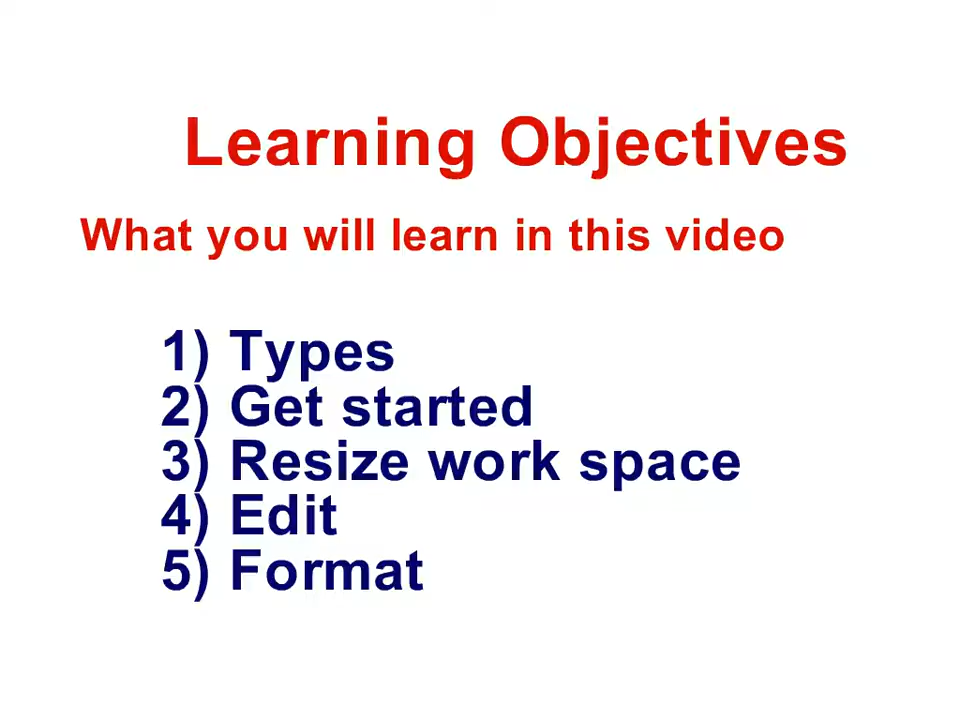 Learning Objectives
What you will learn in this video
1) Types
2) Get started
3) Resize work space
4) Edit
5) Format